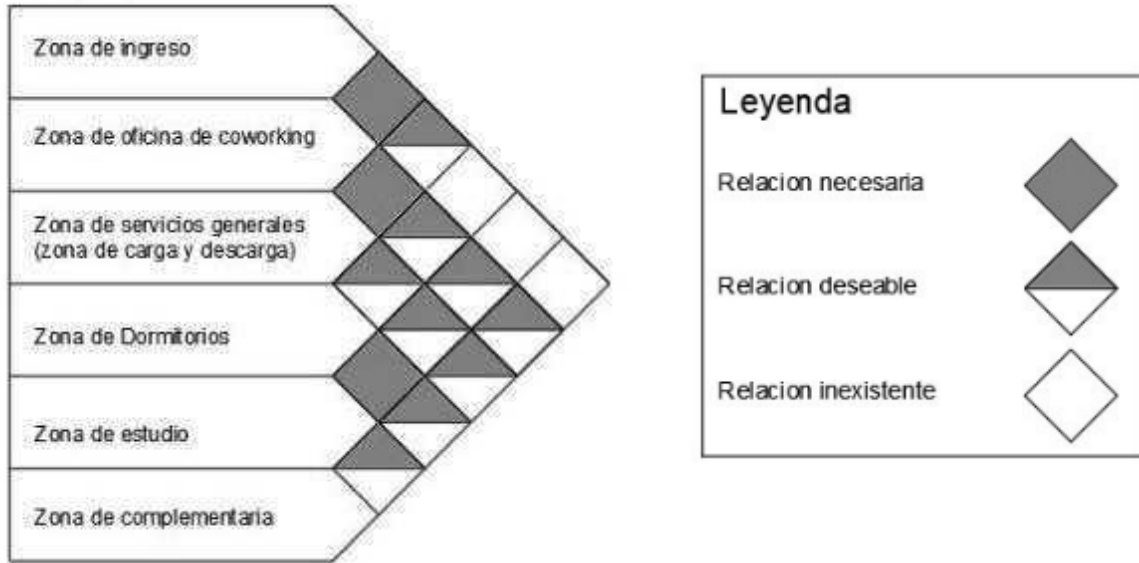 Zona de ingreso
Zona de oficina de coworking
Zona de servicios generales
(zona de carga y descarga)
Zona de Dormitorios
Zona de estudio
Zona de complementaria
Leyenda
Relacion necesaria
Relacion deseable
Relacion inexistente